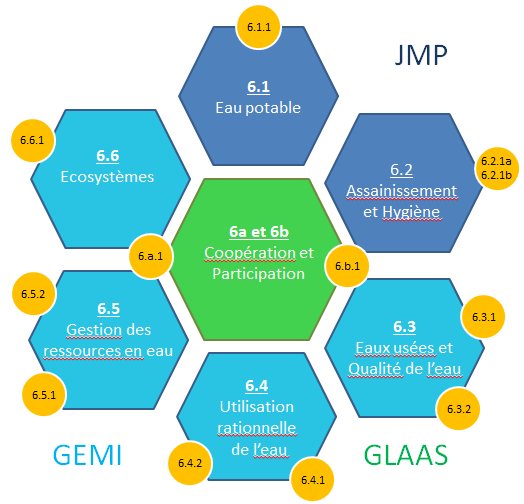 6.1.1
JMP
6.1
Eau potable
6.6.1
6.6
Ecosystèmes
6.2
Assainissement
et Hygiène
6.2.1a
6.2.1b
6a et 6b
Coopération et
Participation
6.a.1
6.b.1
6.5.2
6.5
Gestion des
ressources en eau
6.5.1
6.3.1
6.3
Eaux usées et
Qualité de l'eau
6.3.2
6.4
Utilisation
rationnelle
de l'eau
6.4.2
6.4.1
GEMI
GLAAS